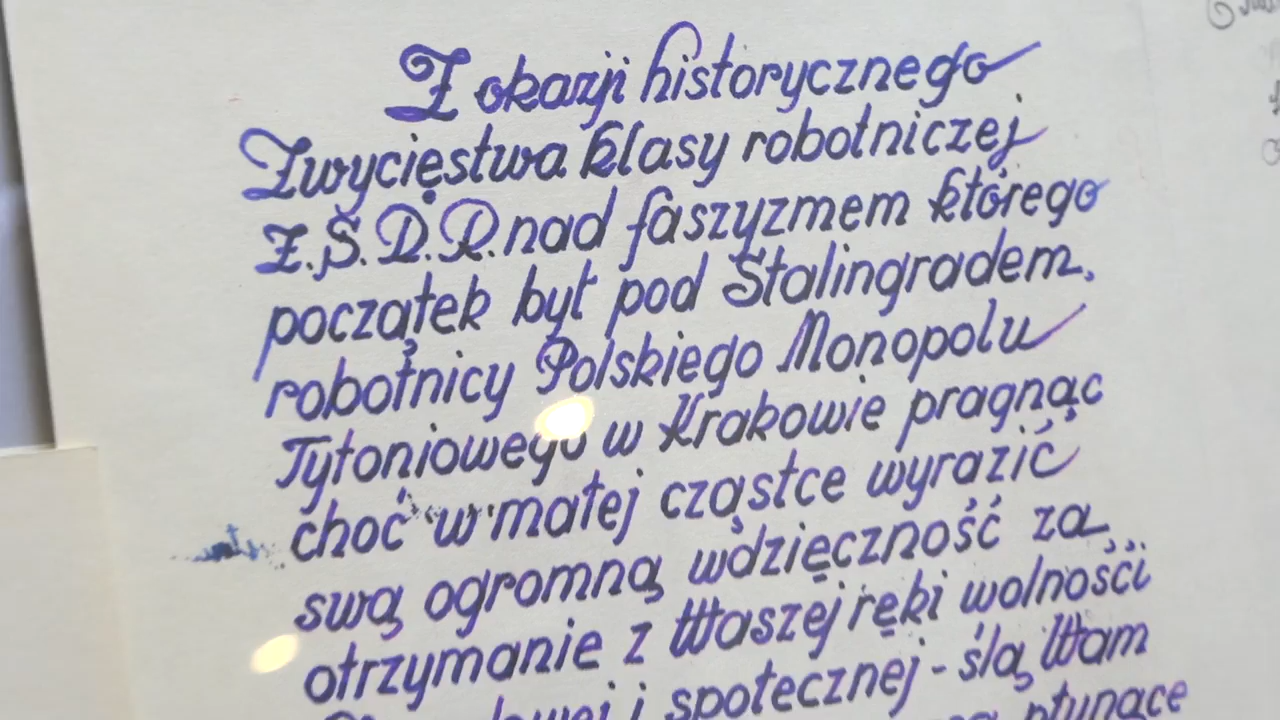 Z okazji historycznego
Zwycięstwa klasy robotniczej
Z.S.D.R. nad faszyzmem którego
początek był pod Stalingradem,
robotnicy Polskiego Monopolu
Tytoniowego w Krakowie pragnąc
choć w małej cząstce wyrazić
swą ogromną wdzięczność za
otrzymanie z Waszej ręki wolności
i społecznej - ślą Wam
płynące